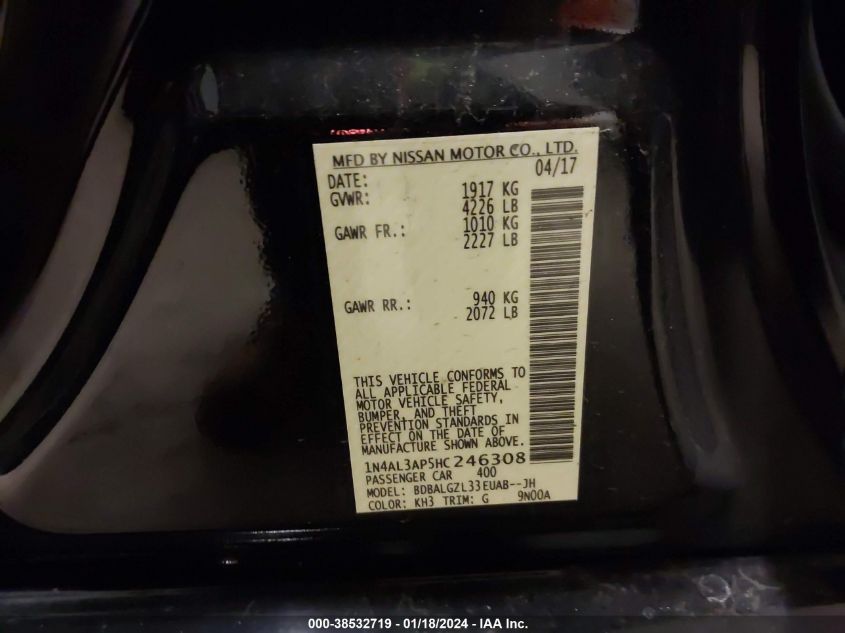 MFD BY NISSAN MOTOR CO., LTD.
DATE: 04/17
GVWR: 1917 KG
4226 LB
GAWR FR.: 1010 KG
2227 LB
GAWR RR.: 940 KG
2072 LB
THIS VEHICLE CONFORMS TO
ALL APPLICABLE FEDERAL
MOTOR VEHICLE SAFETY,
BUMPER, AND THEFT
PREVENTION STANDARDS IN
EFFECT ON THE DATE OF
MANUFACTURE SHOWN ABOVE.
1N4AL3AP5HC246308
PASSENGER CAR 400
MODEL: BDBALGZL33EUAB--JH
COLOR: KH3 TRIM: G 9N00A
000-38532719 - 01/18/2024 - IAA Inc.